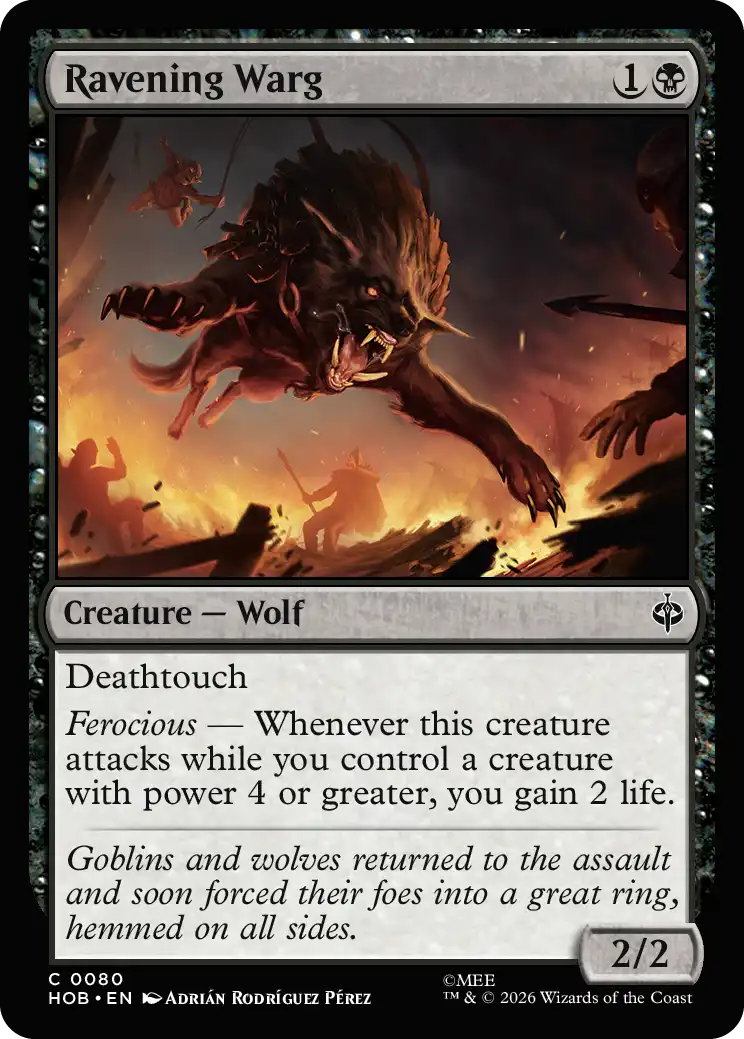 Ravening Warg 1
Creature — Wolf
Deathtouch
Ferocious — Whenever this creature
attacks while you control a creature
with power 4 or greater, you gain 2 life.
Goblins and wolves returned to the assault
and soon forced their foes into a great ring,
hemmed on all sides.
2/2
C 0080
HOB • EN ADRIÁN RODRÍGUEZ PÉREZ
©MEE
™ & © 2026 Wizards of the Coast